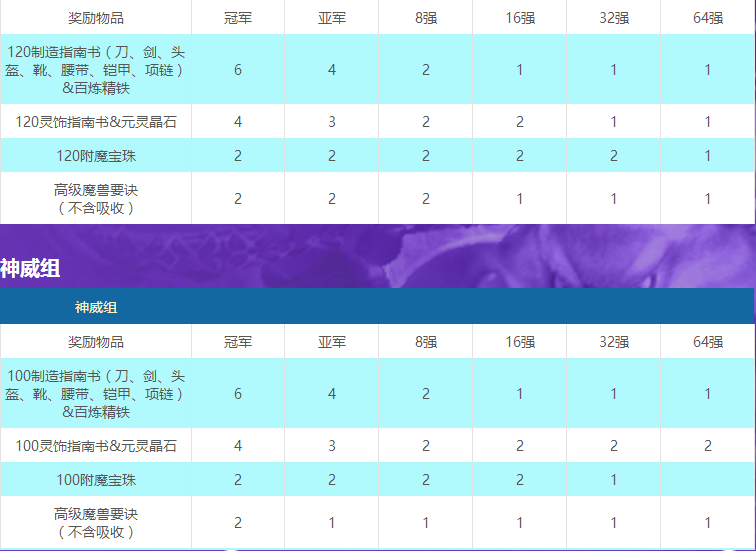 奖励物品 冠军 亚军 8强 16强 32强 64强
120制造指南书（刀、剑、头
盔、靴、腰带、铠甲、项链） 6 4 2 1 1 1
&百炼精铁
120灵饰指南书&元灵晶石 4 3 2 2 1 1
120附魔宝珠 2 2 2 2 2 1
高级魔兽要诀
（不含吸收） 2 2 2 1 1 1
神威组
神威组
奖励物品 冠军 亚军 8强 16强 32强 64强
100制造指南书（刀、剑、头
盔、靴、腰带、铠甲、项链） 6 4 2 1 1 1
&百炼精铁
100灵饰指南书&元灵晶石 4 3 2 2 2 2
100附魔宝珠 2 2 2 2 1
高级魔兽要诀
（不含吸收） 2 1 1 1 1 1